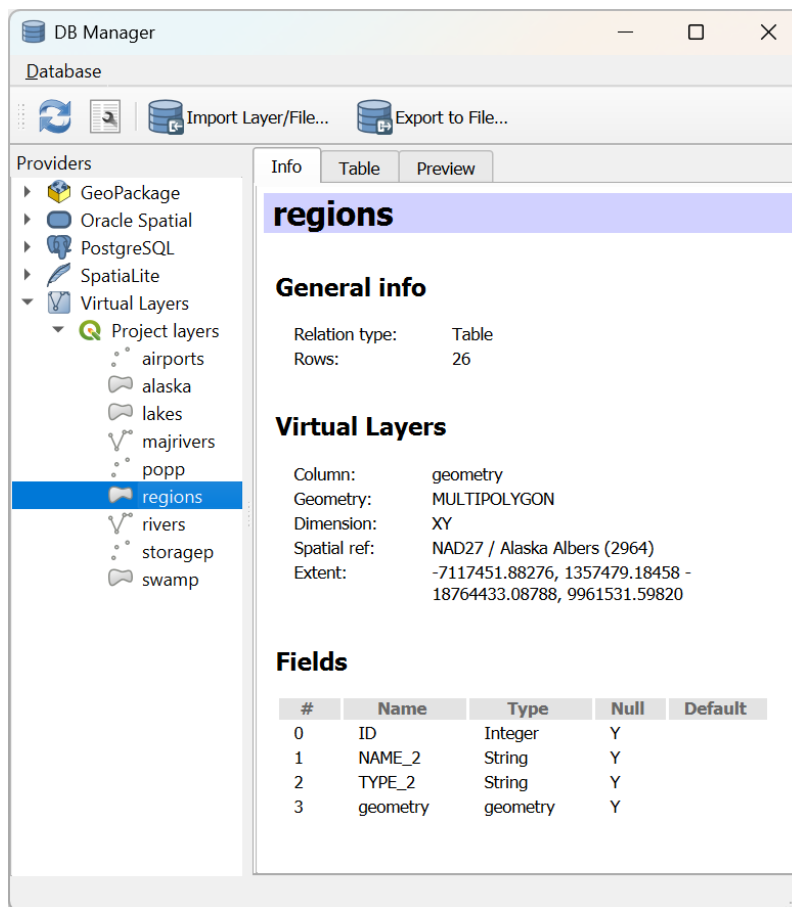 DB Manager
Database
Import Layer/File... Export to File...
Providers
GeoPackage
Oracle Spatial
PostgreSQL
SpatiaLite
Virtual Layers
Project layers
airports
alaska
lakes
majrivers
popp
regions
rivers
storagep
swamp
Info Table Preview
regions
General info
Relation type: Table
Rows: 26
Virtual Layers
Column: geometry
Geometry: MULTIPOLYGON
Dimension: XY
Spatial ref: NAD27 / Alaska Albers (2964)
Extent: -7117451.88276, 1357479.18458 -
18764433.08788, 9961531.59820
Fields
# Name Type Null Default
0 ID Integer Y
1 NAME_2 String Y
2 TYPE_2 String Y
3 geometry geometry Y